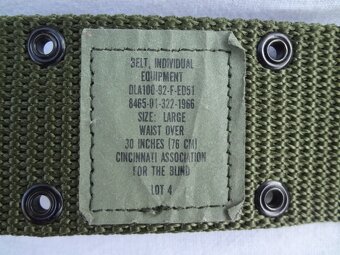 BELT, INDIVIDUAL
EQUIPMENT
DLA100-92-F-ED51
8465-01-322-1966
SIZE: LARGE
WAIST OVER
30 INCHES (76 CM)
CINCINNATI ASSOCIATION
FOR THE BLIND
LOT 4